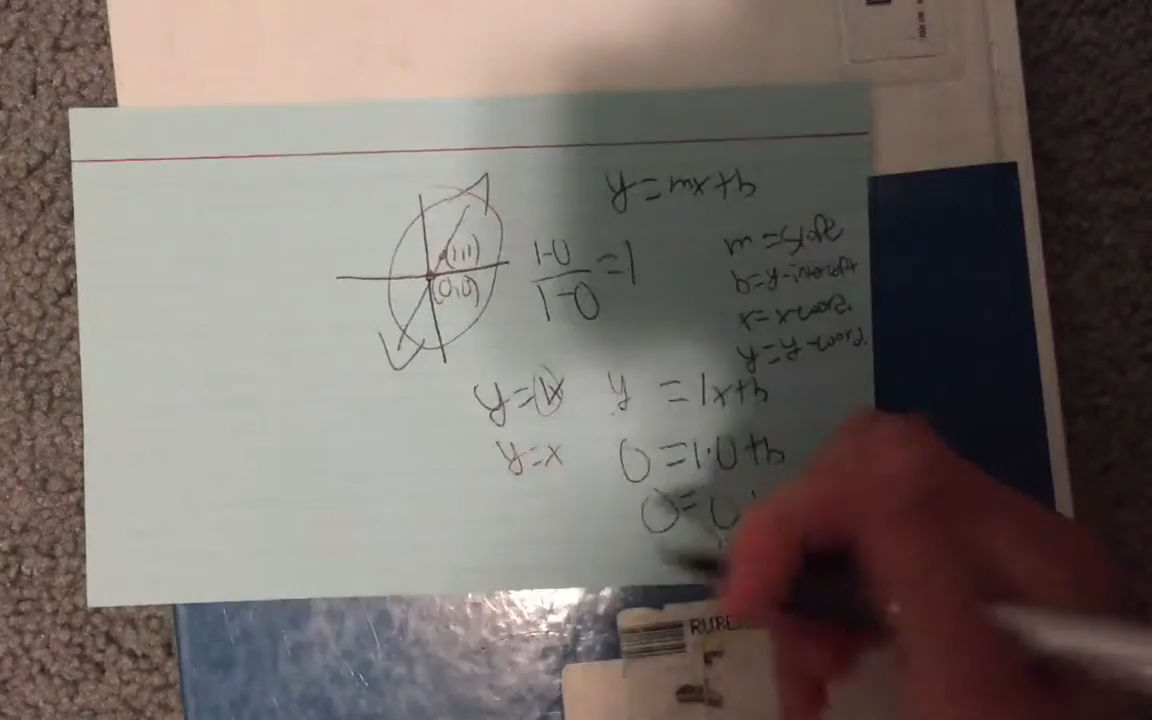 y=mx+b
m=slope
b=y-intercept
x=x-coord.
y=y-coord.
(1,1)
(0,0)
1-0
1-0
=1
y=1x
y=x
y=1x+b
0=1·0+b
0=0